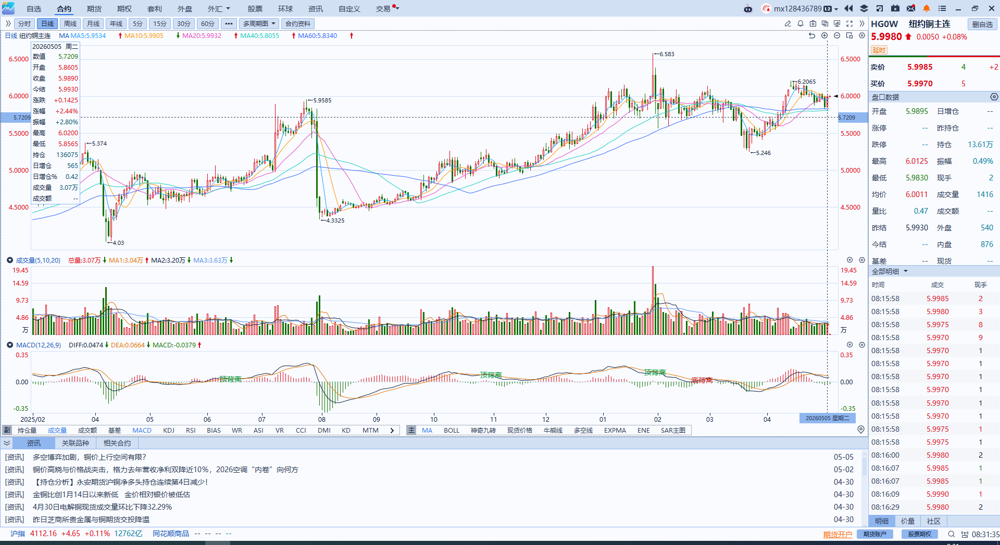 自选 合约 期货 期权 套利 外盘 外汇 股票 环球 资讯 自定义 交易 mx128436789 L2
分时 日线 周线 月线 年线 5分 15分 30分 60分 ••• 多周期图 合约资料
日线 纽约铜主连 MA MA5:5.9534 MA10:5.9905 MA20:5.9932 MA40:5.8055 MA60:5.8340
20260505 周二
数值 5.7209
开盘 5.8605
收盘 5.9890
今结 5.9930
涨跌 +0.1425
涨幅 +2.44%
振幅 +2.80%
最高 6.0200
最低 5.8565
持仓 136075
日增仓 565
日增仓% 0.42
成交量 3.07万
成交额 --
6.5000 6.5000
6.0000 6.0000
5.7209 5.7209
5.5000 5.5000
5.0000 5.0000
4.5000 4.5000
6.583
6.2065
5.9585
5.374
5.246
4.3325
4.03
成交量(5,10,20) 总量:3.07万 MA1:3.04万 MA2:3.20万 MA3:3.63万
19.45 19.45
14.59 14.59
9.73 9.73
4.86 4.86
万 万
MACD(12,26,9) DIFF:0.0474 DEA:0.0664 MACD:-0.0379
0.35 0.35
顶背离 顶背离 顶背离 底背离
0.00 0.00
-0.35 -0.35
2025/02 04 05 06 07 08 09 10 11 12 01 02 03 04 20260505 星期二
副 持仓量 成交量 成交额 基差 MACD KDJ RSI BIAS WR ASI VR CCI DMI KD MTM 主 MA BOLL 神奇九转 现货价格 牛熊线 多空线 EXPMA ENE SAR主图
资讯 关联品种 相关合约
[资讯] 多空博弈加剧，铜价上行空间有限？ 05-05
[资讯] 铜价高烧与价格战夹击，格力去年营收净利双降近10%，2026空调“内卷”向何方 05-02
[资讯] 【持仓分析】永安期货沪铜净多头持仓连续第4日减少！ 04-30
[资讯] 金铜比创1月14日以来新低 金价相对银价被低估 04-30
[资讯] 4月30日电解铜现货成交量环比下降32.29% 04-30
[资讯] 昨日芝商所贵金属与铜期货交投降温 04-30
沪指 4112.16 +4.65 +0.11% 12762亿 同花顺商品 -- -- -- --
期货开户 期货账户 股票期权 08:31:35
HG0W 纽约铜主连 删自选
5.9980 0.0050 +0.08%
延时
卖价 5.9985 4 +2
买价 5.9970 5
盘口数据
开盘 5.9895 日增仓 --
涨停 -- 昨持仓 --
跌停 -- 持仓 13.61万
最高 6.0125 振幅 0.49%
最低 5.9830 现手 2
均价 6.0011 成交量 1416
量比 0.47 成交额 --
昨结 5.9930 外盘 540
今结 -- 内盘 876
基差 -- 现货 --
全部明细
时间 成交 现手
08:15:58 5.9985 2
08:15:58 5.9980 3
08:15:58 5.9975 8
08:15:58 5.9970 9
08:15:58 5.9970 1
08:15:58 5.9970 1
08:15:58 5.9970 1
08:15:58 5.9970 1
08:15:58 5.9970 1
08:15:58 5.9970 1
08:15:58 5.9975 1
08:15:58 5.9975 1
08:16:00 5.9980 2
08:16:07 5.9985 1
08:16:07 5.9985 1
08:16:09 5.9990 1
08:16:29 5.9980 2
明细 价量 社区